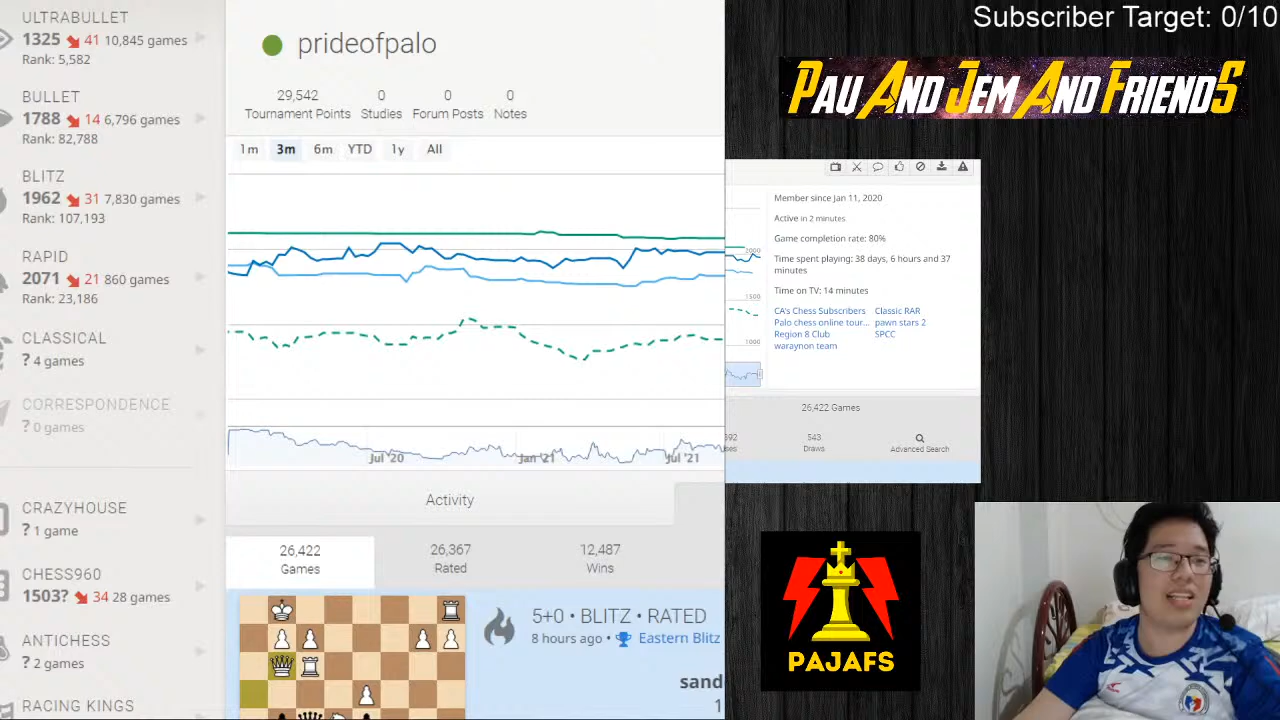 ULTRABULLET
1325 41 10,845 games
Rank: 5,582
BULLET
1788 14 6,796 games
Rank: 82,788
BLITZ
1962 31 7,830 games
Rank: 107,193
RAPID
2071 21 860 games
Rank: 23,186
CLASSICAL
? 4 games
CORRESPONDENCE
? 0 games
CRAZYHOUSE
? 1 game
CHESS960
1503? 34 28 games
ANTICHESS
? 2 games
RACING KINGS
prideofpalo
29,542 0 0 0
Tournament Points Studies Forum Posts Notes
1m 3m 6m YTD 1y All
Jul '20 Jan '21 Jul '21
Activity
26,422 26,367 12,487
Games Rated Wins
5+0 • BLITZ • RATED
8 hours ago • Eastern Blitz
sand
1
Subscriber Target: 0/10
PAU AND JEM AND FRIENDS
Member since Jan 11, 2020
Active in 2 minutes
Game completion rate: 80%
Time spent playing: 38 days, 6 hours and 37
minutes
Time on TV: 14 minutes
CA's Chess Subscribers Classic RAR
Palo chess online tour... pawn stars 2
Region 8 Club SPCC
waraynon team
2000
1500
1000
26,422 Games
543
Draws
Advanced Search
PAJAFS